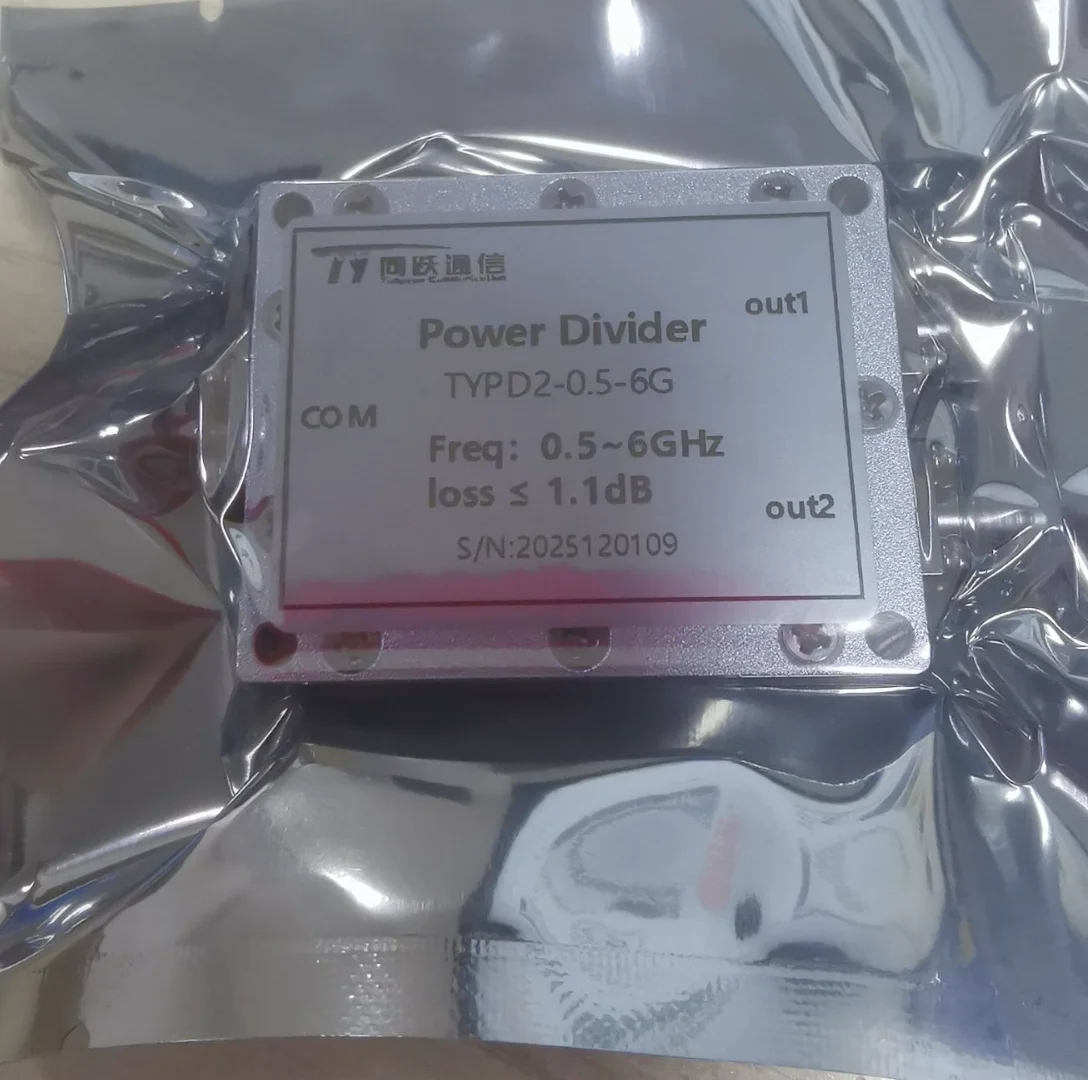 TY 同跃通信
out1
Power Divider
TYPD2-0.5-6G
COM
Freq: 0.5~6GHz
loss ≤ 1.1dB
out2
S/N:2025120109